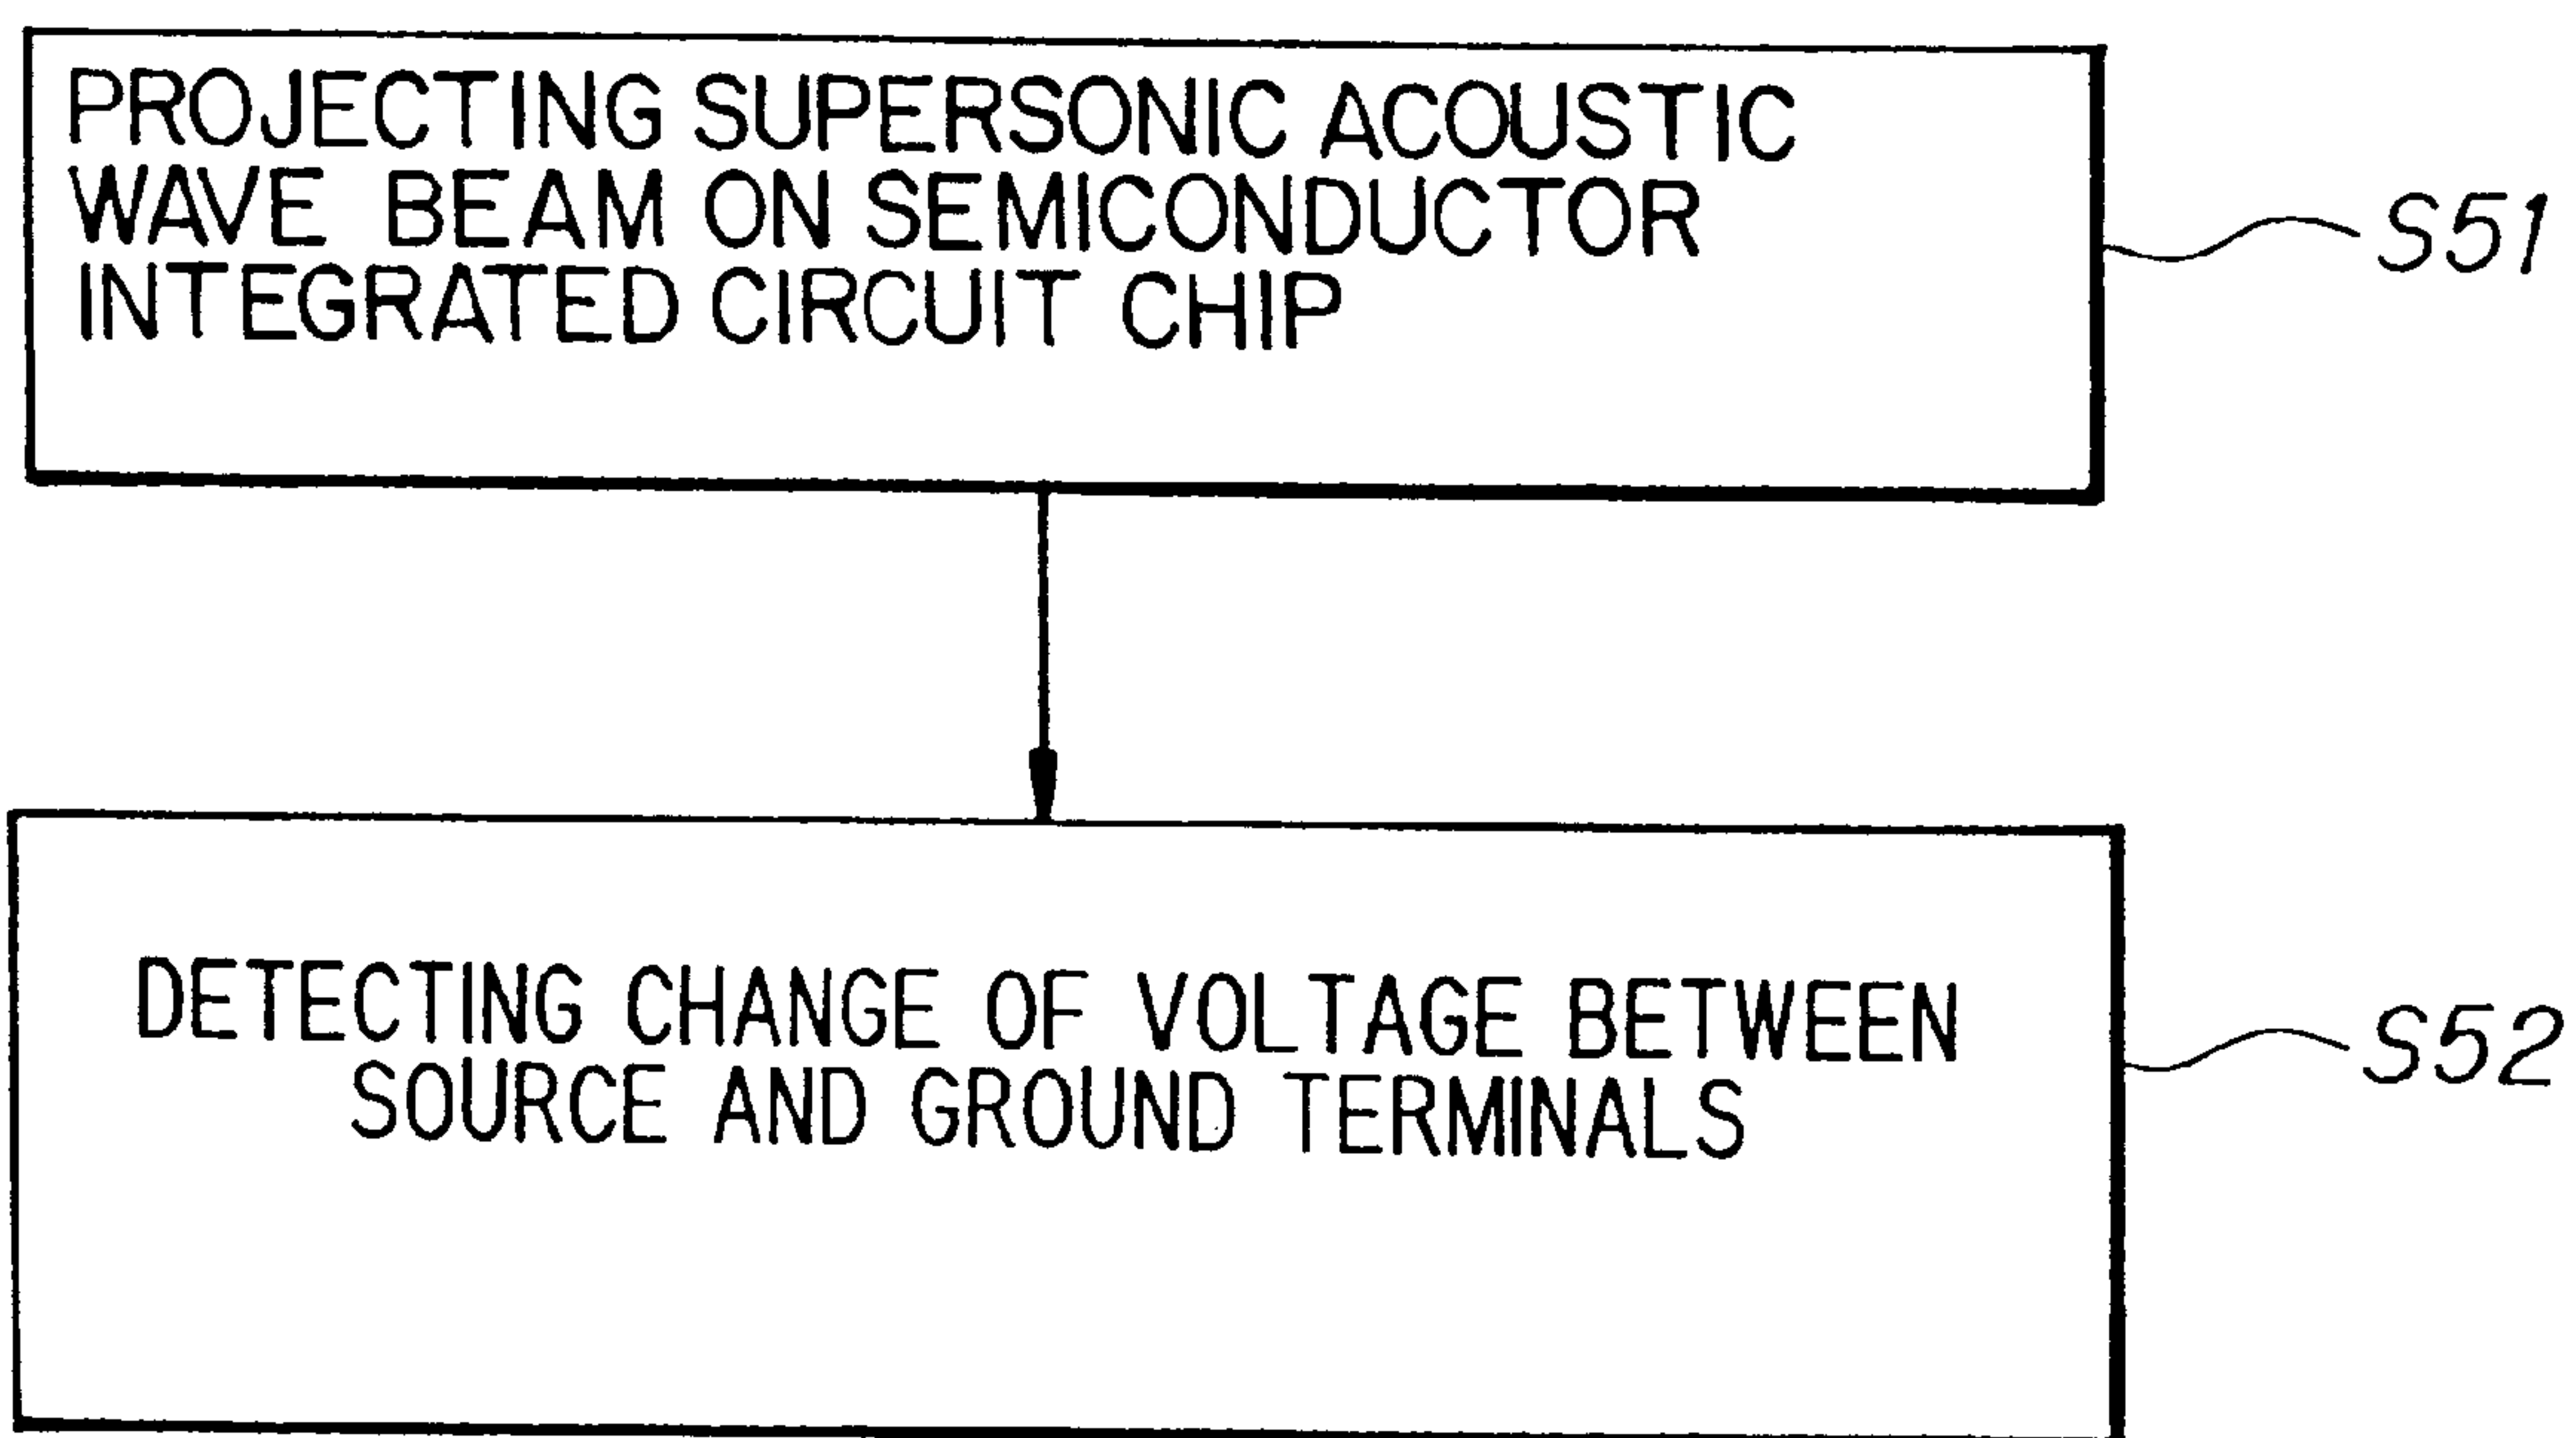 PROJECTING SUPERSONIC ACOUSTIC
WAVE BEAM ON SEMICONDUCTOR
INTEGRATED CIRCUIT CHIP
S51
DETECTING CHANGE OF VOLTAGE BETWEEN
SOURCE AND GROUND TERMINALS
S52